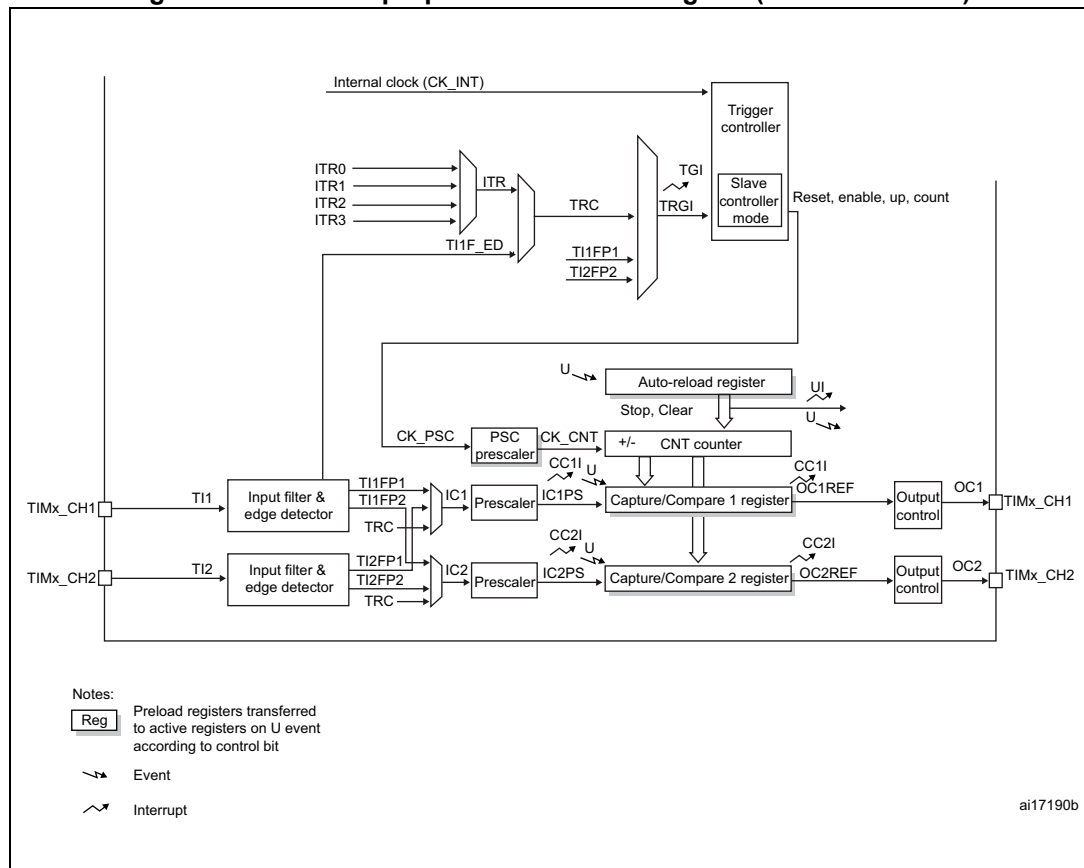 Internal clock (CK_INT)
Trigger
controller
TGI
ITR0
ITR1
ITR2
ITR3
ITR
TRC
TRGI
Slave
controller
mode
Reset, enable, up, count
TI1F_ED
TI1FP1
TI2FP2
U
Auto-reload register
UI
Stop, Clear
U
CK_PSC
PSC
prescaler
CK_CNT
+/-
CNT counter
CC1I
U
CC1I
TIMx_CH1
TI1
Input filter &
edge detector
TI1FP1
TI1FP2
TRC
IC1
Prescaler
IC1PS
Capture/Compare 1 register
OC1REF
Output
control
OC1
TIMx_CH1
CC2I
U
CC2I
TIMx_CH2
TI2
Input filter &
edge detector
TI2FP1
TI2FP2
TRC
IC2
Prescaler
IC2PS
Capture/Compare 2 register
OC2REF
Output
control
OC2
TIMx_CH2
Notes:
Reg
Preload registers transferred
to active registers on U event
according to control bit
Event
Interrupt
ai17190b